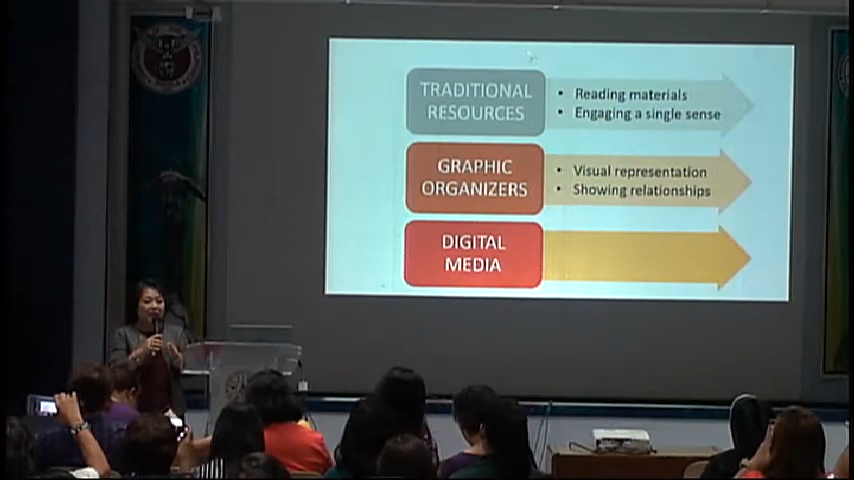 TRADITIONAL
RESOURCES
• Reading materials
• Engaging a single sense
GRAPHIC
ORGANIZERS
• Visual representation
• Showing relationships
DIGITAL
MEDIA